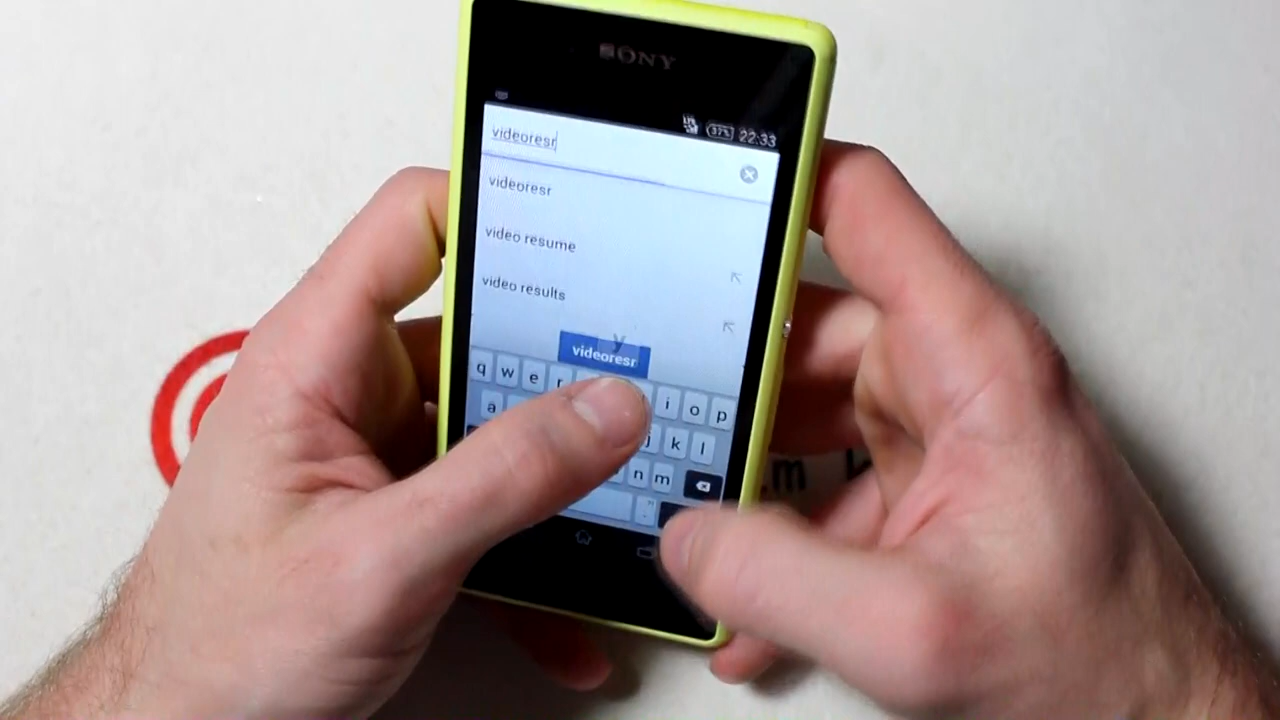 SONY
37% 22:33
videoresr
videoresr
video resume
video results
y
videoresr
q w e r i o p
a j k l
n m
.m